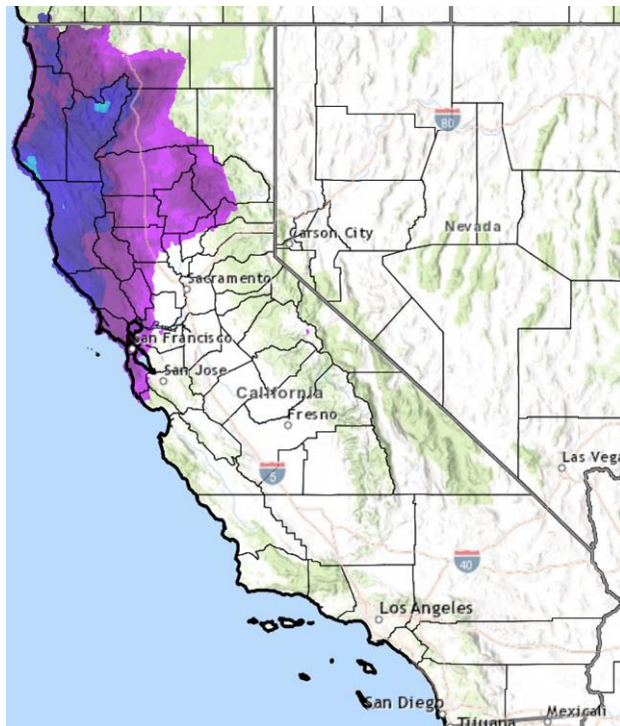 80
Carson City
Nevada
Sacramento
San Francisco
San Jose
California
Fresno
Las Vega
5
40
Los Angeles
San Diego
Tijuana
Mexicali